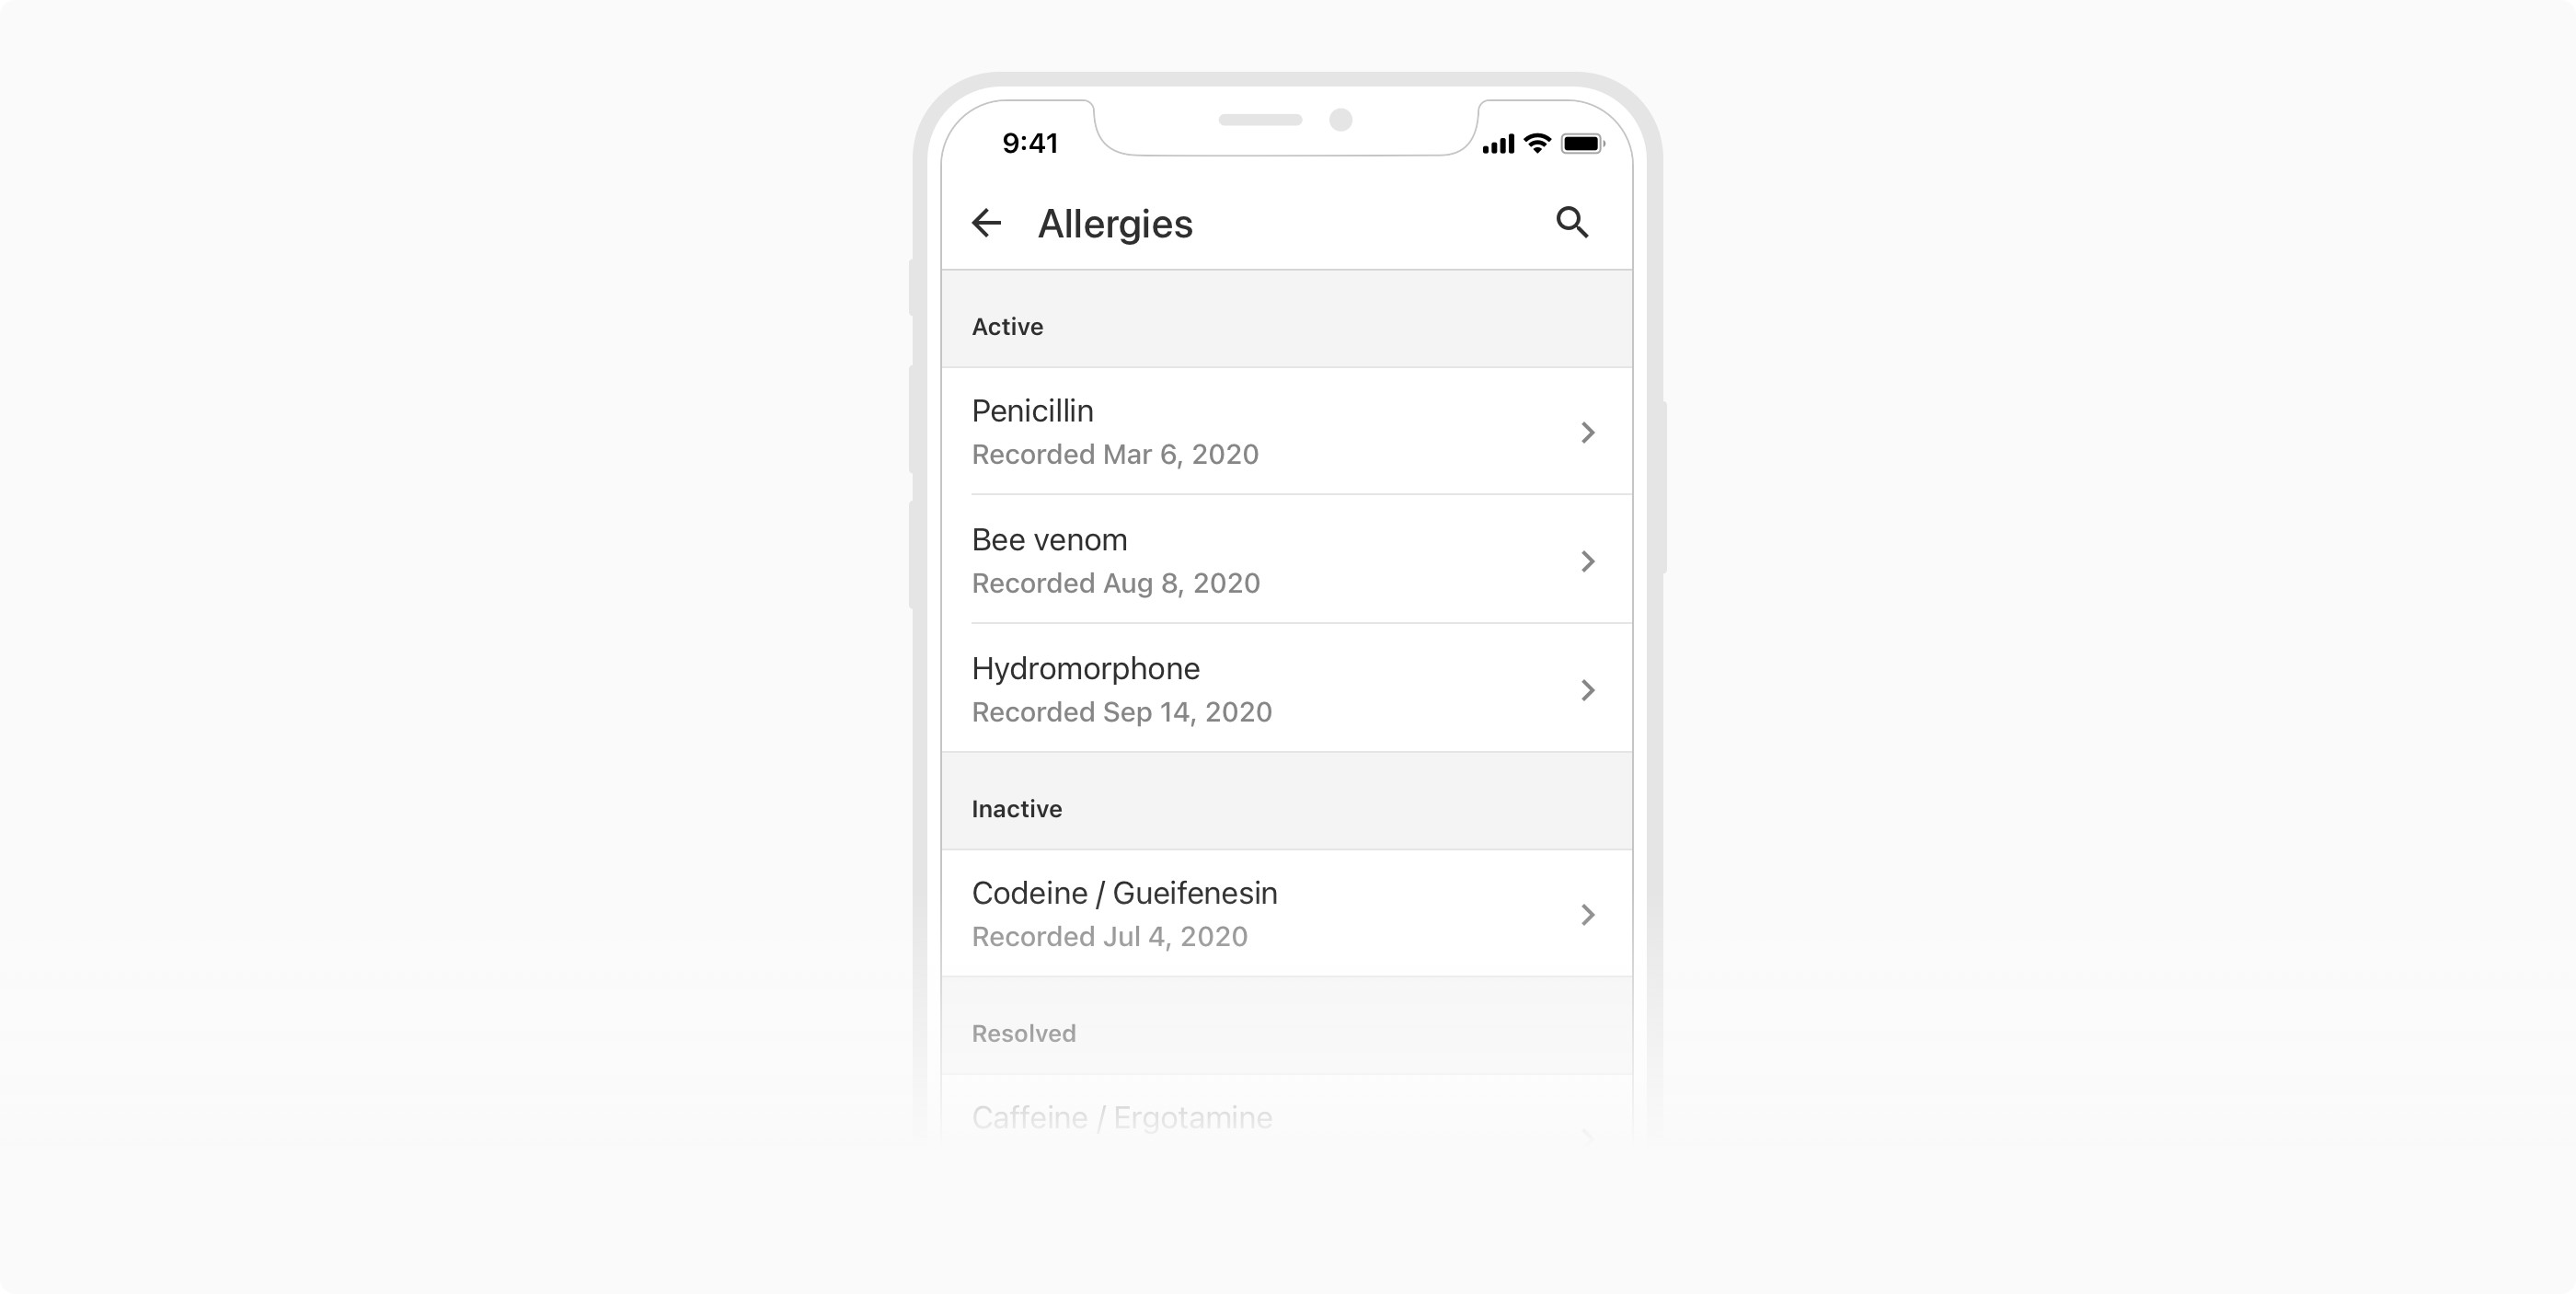 9:41
Allergies
Active
Penicillin
Recorded Mar 6, 2020
Bee venom
Recorded Aug 8, 2020
Hydromorphone
Recorded Sep 14, 2020
Inactive
Codeine / Gueifenesin
Recorded Jul 4, 2020
Resolved
Caffeine / Ergotamine